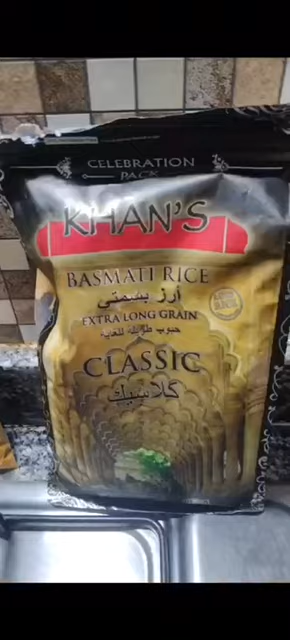 CELEBRATION
PACK
KHAN'S
BASMATI RICE
أرز بسمتي
EXTRA LONG GRAIN
حبوب طويلة للغاية
CLASSIC
كلاسيك